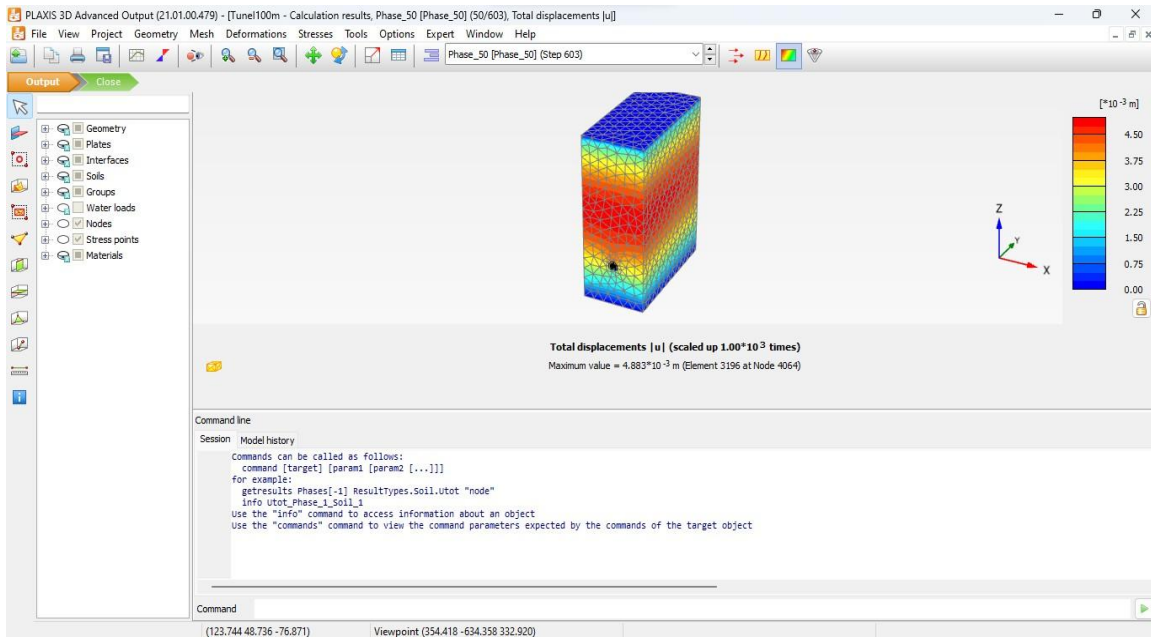 PLAXIS 3D Advanced Output (21.01.00.479) - [Tunel100m - Calculation results, Phase_50 [Phase_50] (50/603), Total displacements |u|]
File View Project Geometry Mesh Deformations Stresses Tools Options Expert Window Help
Phase_50 [Phase_50] (Step 603)
Output Close
Geometry
Plates
Interfaces
Soils
Groups
Water loads
Nodes
Stress points
Materials
[*10 -3 m]
4.50
3.75
3.00
2.25
1.50
0.75
0.00
Z
Y
X
Total displacements |u| (scaled up 1.00*10 3 times)
Maximum value = 4.883*10 -3 m (Element 3196 at Node 4064)
Command line
Session Model history
Commands can be called as follows:
command [target] [param1 [param2 [...]]]
for example:
getresults Phases[-1] ResultTypes.Soil.Utot "node"
info Utot_Phase_1_Soil_1
Use the "info" command to access information about an object
Use the "commands" command to view the command parameters expected by the commands of the target object
Command
(123.744 48.736 -76.871) Viewpoint (354.418 -634.358 332.920)